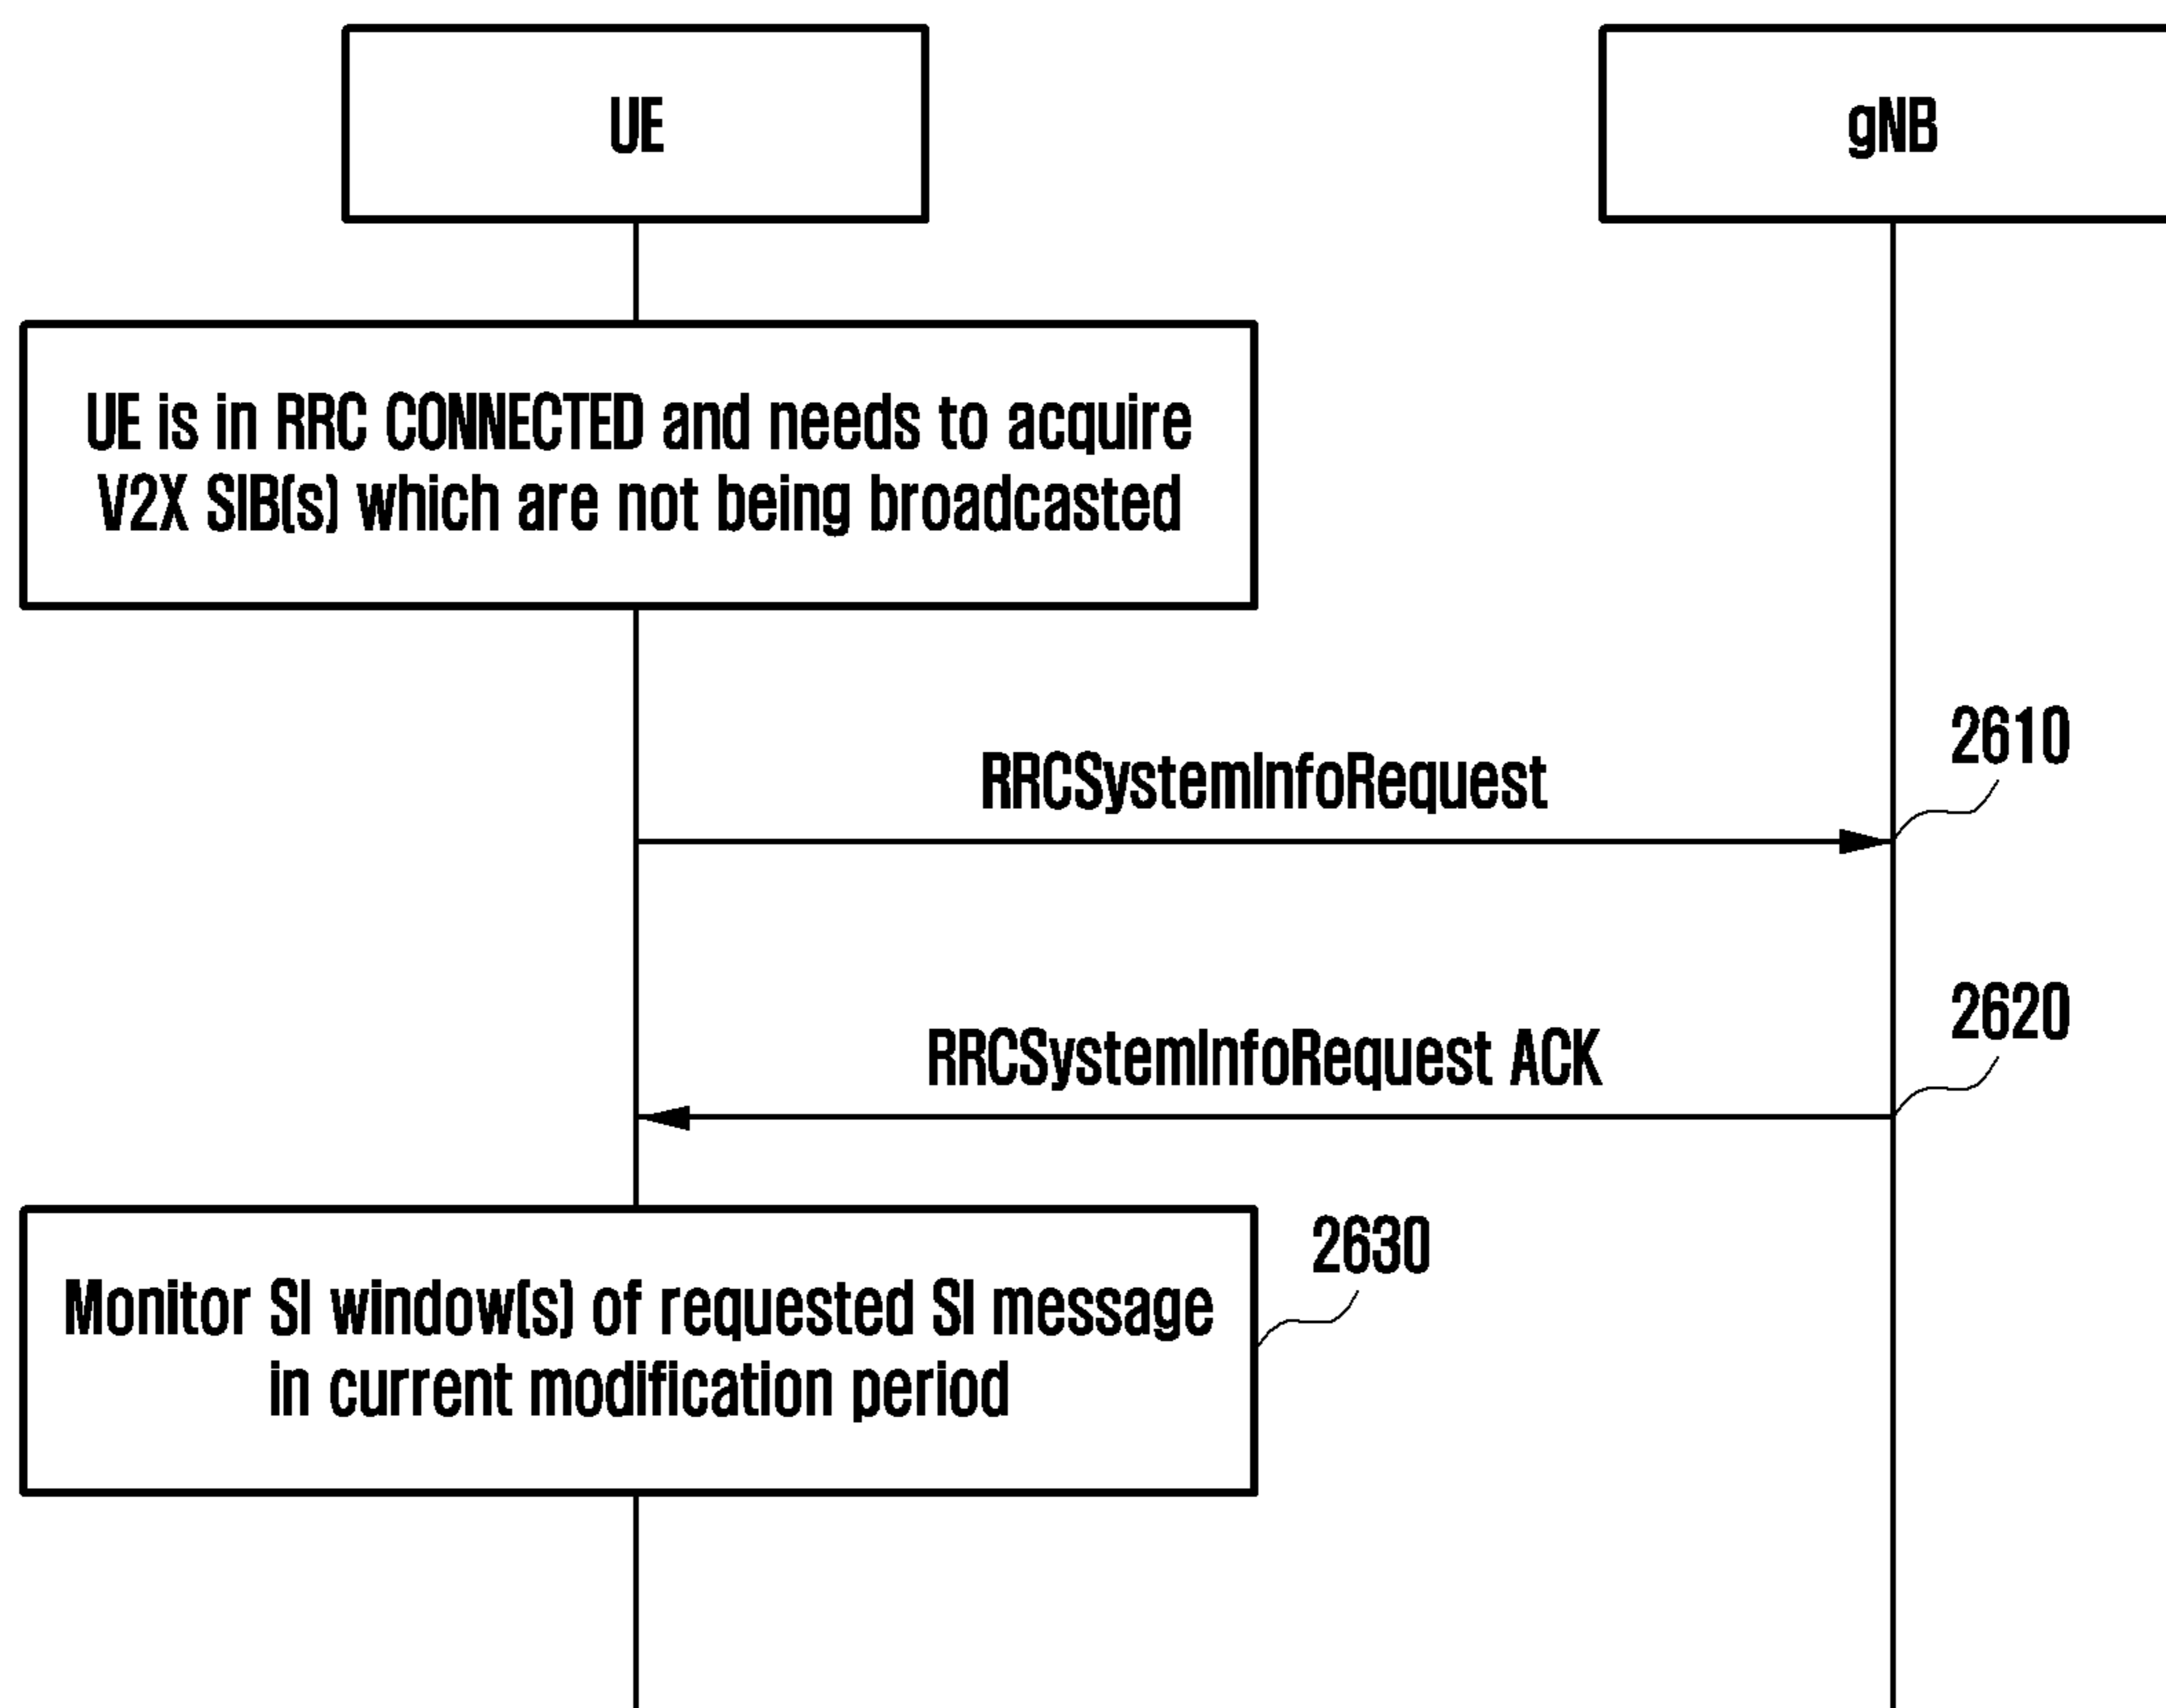 UE
gNB
UE is in RRC CONNECTED and needs to acquire
V2X SIB(s) which are not being broadcasted
2610
RRCSystemInfoRequest
2620
RRCSystemInfoRequest ACK
2630
Monitor SI window(s) of requested SI message
in current modification period